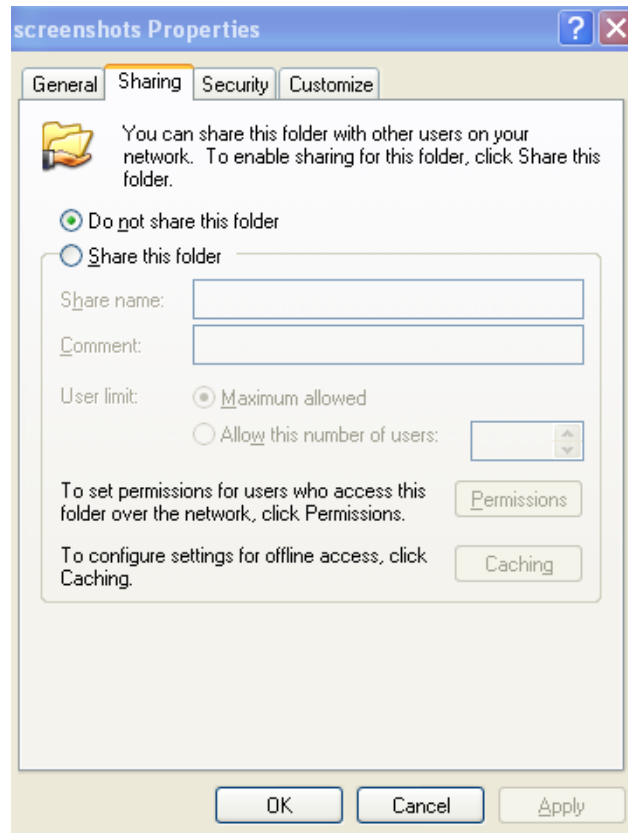 screenshots Properties
?
General Sharing Security Customize
You can share this folder with other users on your
network. To enable sharing for this folder, click Share this
folder.
Do not share this folder
Share this folder
Share name:
Comment:
User limit: Maximum allowed
Allow this number of users:
To set permissions for users who access this
folder over the network, click Permissions.
Permissions
To configure settings for offline access, click
Caching.
Caching
OK Cancel Apply